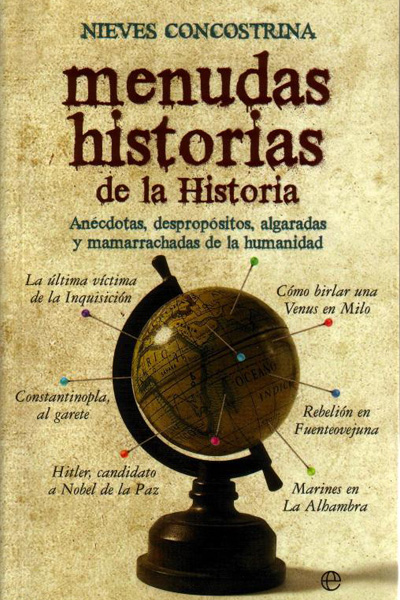 NIEVES CONCOSTRINA
menudas
historias
de la Historia
Anécdotas, despropósitos, algaradas
y mamarrachadas de la humanidad
La última víctima
de la Inquisición
Cómo birlar una
Venus en Milo
OCEANO
Constantinopla,
al garete
Rebelión en
Fuenteovejuna
Hitler, candidato
a Nobel de la Paz
Marines en
La Alhambra
e